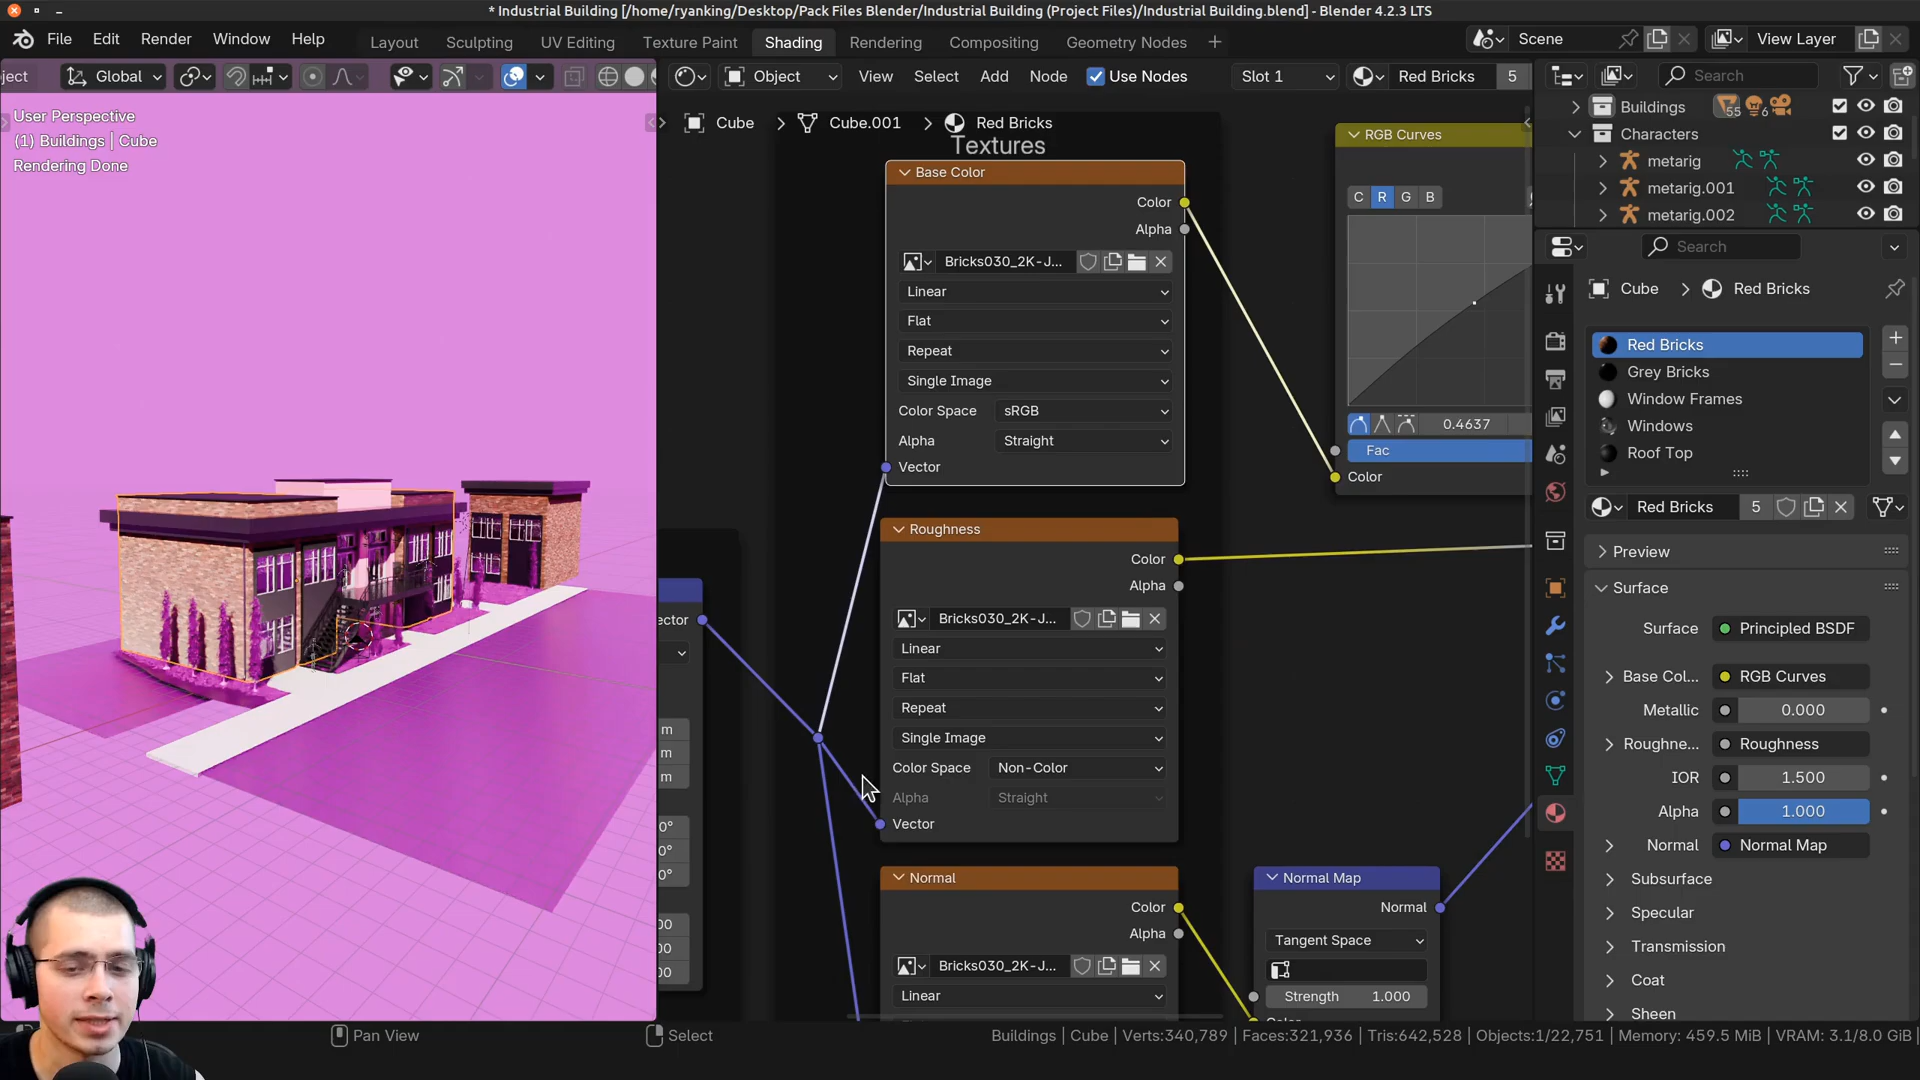 * Industrial Building [/home/ryanking/Desktop/Pack Files Blender/Industrial Building (Project Files)/Industrial Building.blend] - Blender 4.2.3 LTS
File Edit Render Window Help Layout Sculpting UV Editing Texture Paint Shading Rendering Compositing Geometry Nodes Scene View Layer
ject Global Object View Select Add Node Use Nodes Slot 1 Red Bricks 5 Search
User Perspective
(1) Buildings | Cube
Rendering Done
Cube > Cube.001 > Red Bricks
Textures
Base Color
Color
Alpha
Bricks030_2K-J...
Linear
Flat
Repeat
Single Image
Color Space sRGB
Alpha Straight
Vector
Roughness
Color
Alpha
Bricks030_2K-J...
Linear
Flat
Repeat
Single Image
Color Space Non-Color
Alpha Straight
Vector
Normal
Color
Alpha
Bricks030_2K-J...
Linear
ector
m
m
m
0°
0°
0°
00
00
00
RGB Curves
C R G B
0.4637
Fac
Color
Normal Map
Normal
Tangent Space
Strength 1.000
Buildings 55 6
Characters
metarig
metarig.001
metarig.002
Search
Cube > Red Bricks
Red Bricks
Grey Bricks
Window Frames
Windows
Roof Top
Red Bricks 5
Preview
Surface
Surface Principled BSDF
Base Col... RGB Curves
Metallic 0.000
Roughne... Roughness
IOR 1.500
Alpha 1.000
Normal Normal Map
Subsurface
Specular
Transmission
Coat
Sheen
Pan View Select Buildings | Cube | Verts:340,789 | Faces:321,936 | Tris:642,528 | Objects:1/22,751 | Memory: 459.5 MiB | VRAM: 3.1/8.0 GiB |